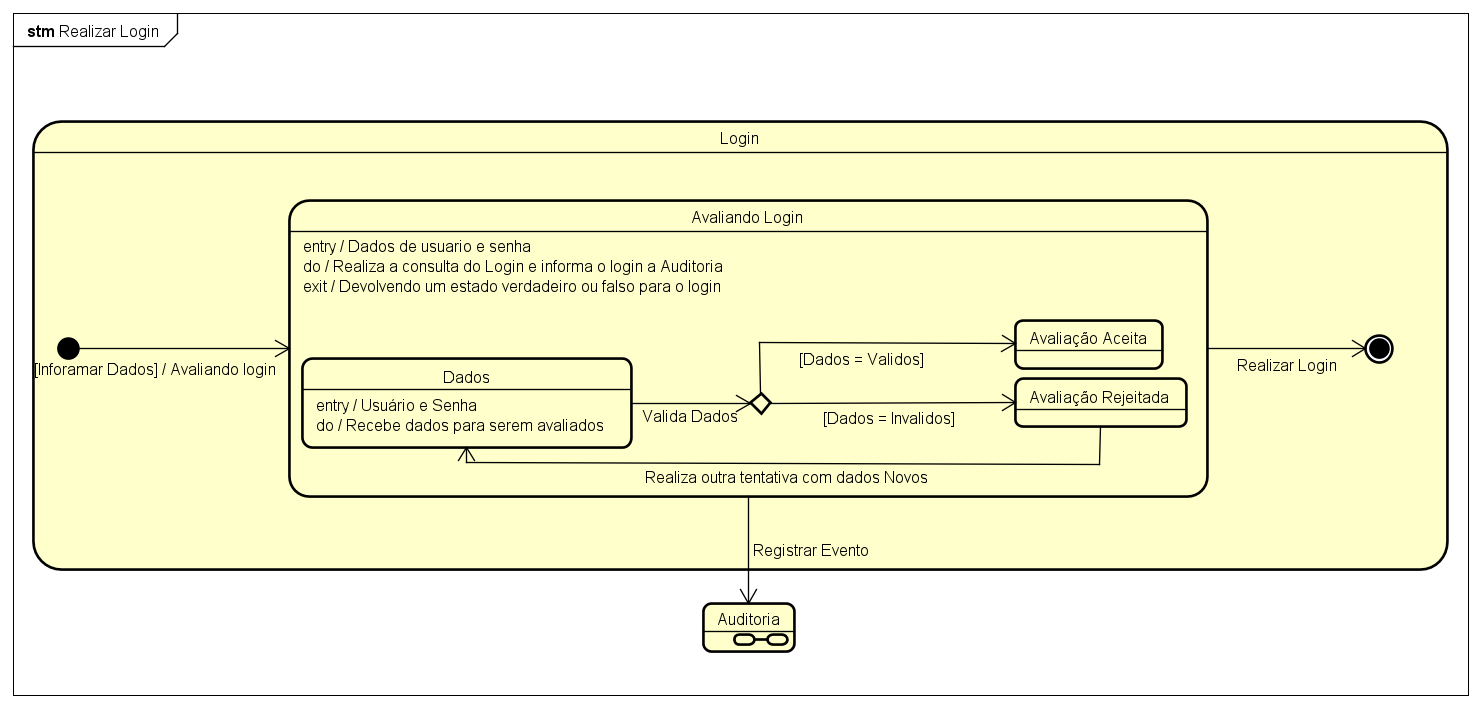 stm Realizar Login
Login
Avaliando Login
entry / Dados de usuario e senha
do / Realiza a consulta do Login e informa o login a Auditoria
exit / Devolvendo um estado verdadeiro ou falso para o login
[Inforamar Dados] / Avaliando login
Dados
entry / Usuário e Senha
do / Recebe dados para serem avaliados
Valida Dados
[Dados = Validos]
Avaliação Aceita
[Dados = Invalidos]
Avaliação Rejeitada
Realiza outra tentativa com dados Novos
Realizar Login
Registrar Evento
Auditoria